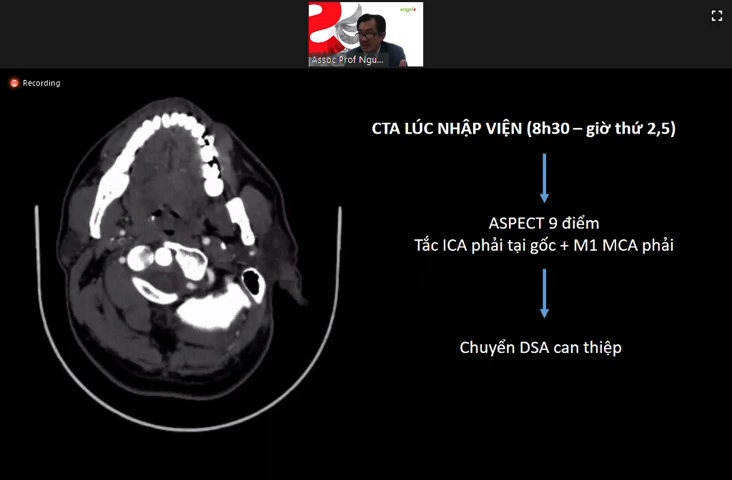 angels
Assoc Prof Ngu...
Recording
CTA LÚC NHẬP VIỆN (8h30 – giờ thứ 2,5)
ASPECT 9 điểm
Tắc ICA phải tại gốc + M1 MCA phải
Chuyển DSA can thiệp